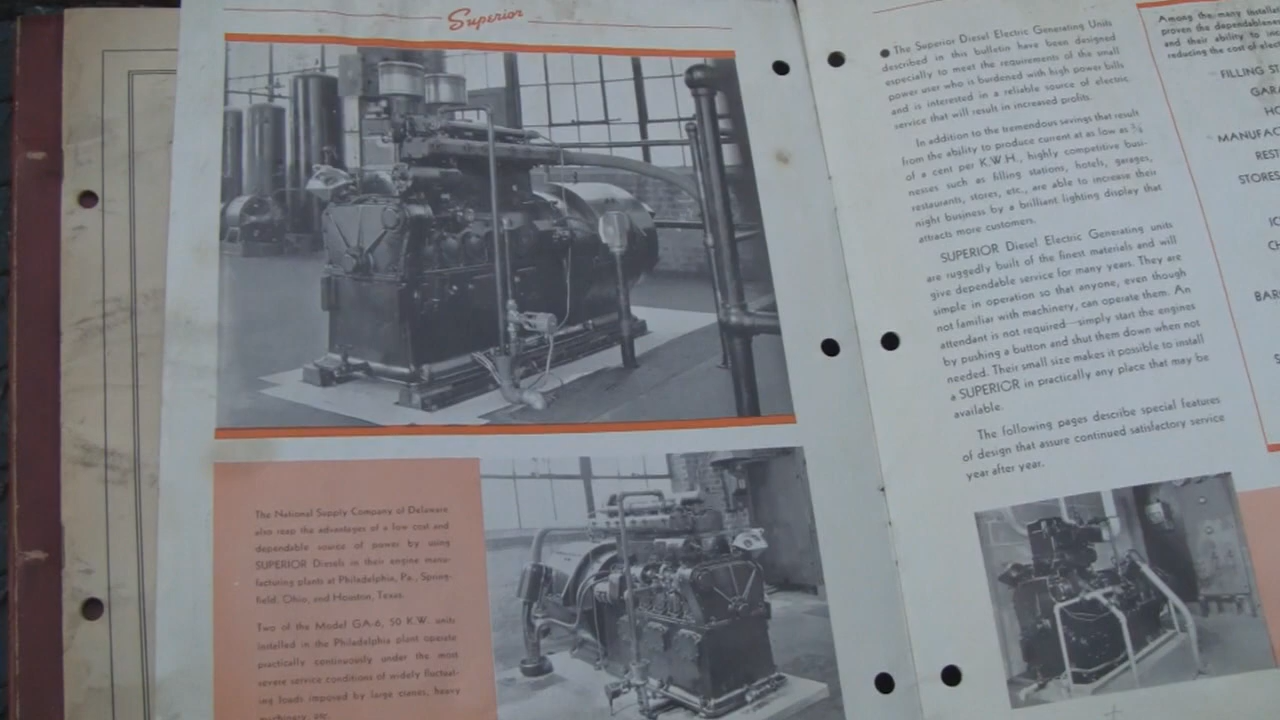 Superior
The National Supply Company of Delaware
also reap the advantages of a low cost and
dependable source of power by using
SUPERIOR Diesels in their engine manu-
facturing plants at Philadelphia, Pa., Spring-
field, Ohio, and Houston, Texas.
Two of the Model GA-6, 50 K.W. units
installed in the Philadelphia plant operate
practically continuously under the most
severe service conditions of widely fluctuat-
ing loads imposed by large cranes, heavy
machinery, etc.
The Superior Diesel Electric Generating Units
described in this bulletin have been designed
especially to meet the requirements of the small
power user who is burdened with high power bills
and is interested in a reliable source of electric
service that will result in increased profits.
In addition to the tremendous savings that result
from the ability to produce current at as low as ¾
of a cent per K.W.H., highly competitive busi-
nesses such as filling stations, hotels, garages,
restaurants, stores, etc., are able to increase their
night business by a brilliant lighting display that
attracts more customers.
SUPERIOR Diesel Electric Generating units
are ruggedly built of the finest materials and will
give dependable service for many years. They are
simple in operation so that anyone, even though
not familiar with machinery, can operate them. An
attendant is not required—simply start the engines
by pushing a button and shut them down when not
needed. Their small size makes it possible to install
a SUPERIOR in practically any place that may be
available.
The following pages describe special features
of design that assure continued satisfactory service
year after year.
Among the many
proven the
and their ability to
reducing the cost of
FILLING
STORES